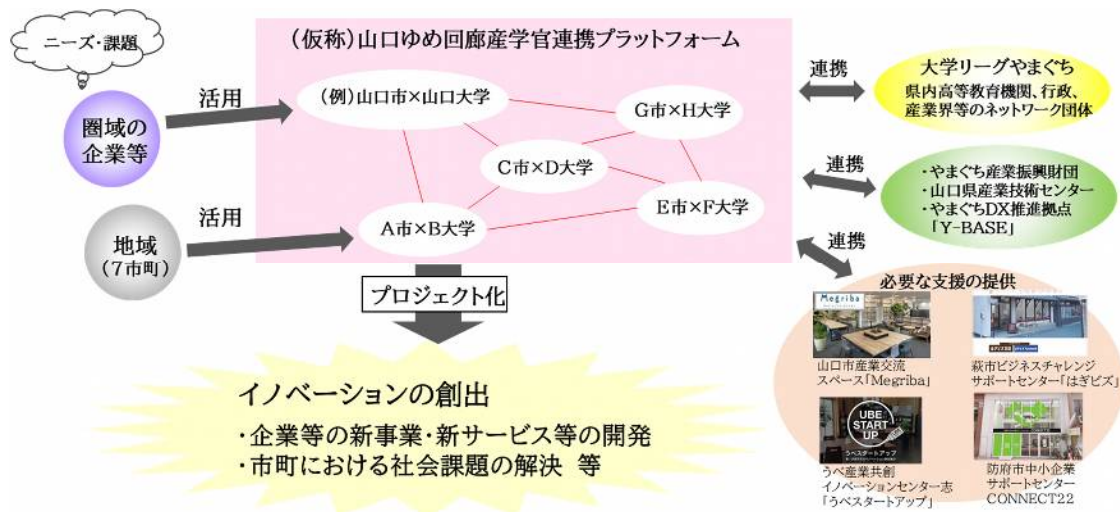 ニーズ・課題
圏域の
企業等
活用
地域
(7市町)
活用
(仮称)山口ゆめ回廊産学官連携プラットフォーム
(例)山口市×山口大学
G市×H大学
C市×D大学
A市×B大学
E市×F大学
プロジェクト化
イノベーションの創出
・企業等の新事業・新サービス等の開発
・市町における社会課題の解決 等
連携
大学リーグやまぐち
県内高等教育機関、行政、
産業界等のネットワーク団体
連携
・やまぐち産業振興財団
・山口県産業技術センター
・やまぐちDX推進拠点
「Y-BASE」
連携
必要な支援の提供
Megriba
山口市産業交流
スペース「Megriba」
萩市ビジネスチャレンジ
サポートセンター「はぎビズ」
UBE
START
UP
うべスタートアップ
うべ産業共創
イノベーションセンター志
「うべスタートアップ」
防府市中小企業
サポートセンター
CONNECT22